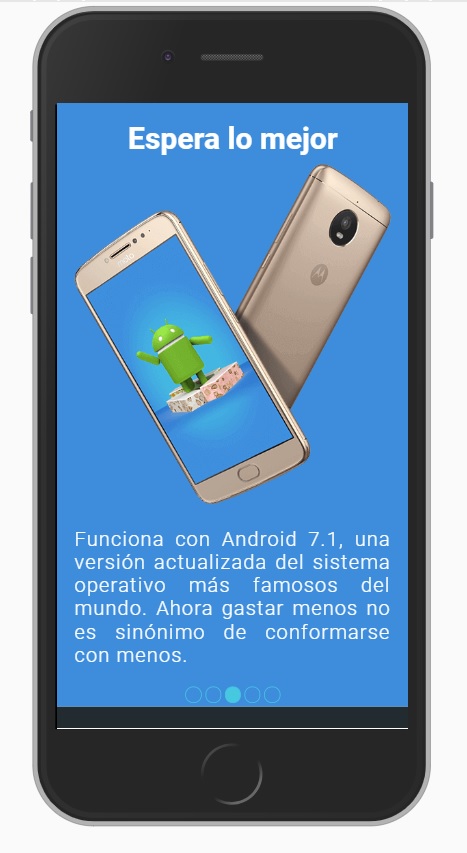 Espera lo mejor
Funciona con Android 7.1, una
versión actualizada del sistema
operativo más famosos del
mundo. Ahora gastar menos no
es sinónimo de conformarse
con menos.